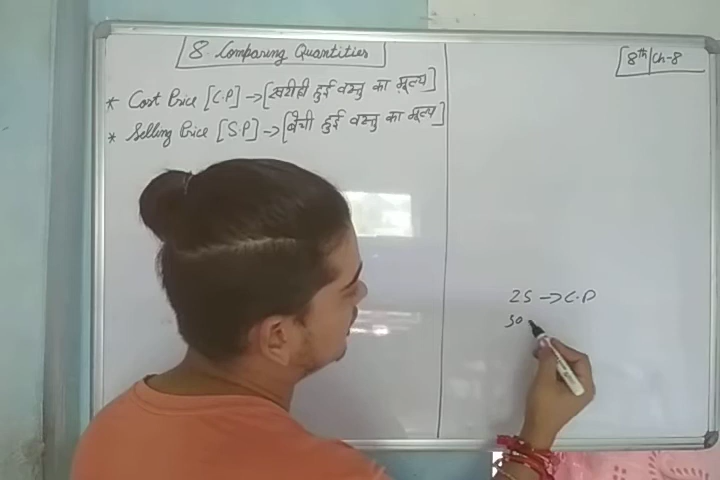 8. Comparing Quantities
8th/Ch-8
* Cost Price [C.P] → [खरीदी हुई वस्तु का मूल्य]
* Selling Price [S.P] → [बेची हुई वस्तु का मूल्य]
25 → C.P
50